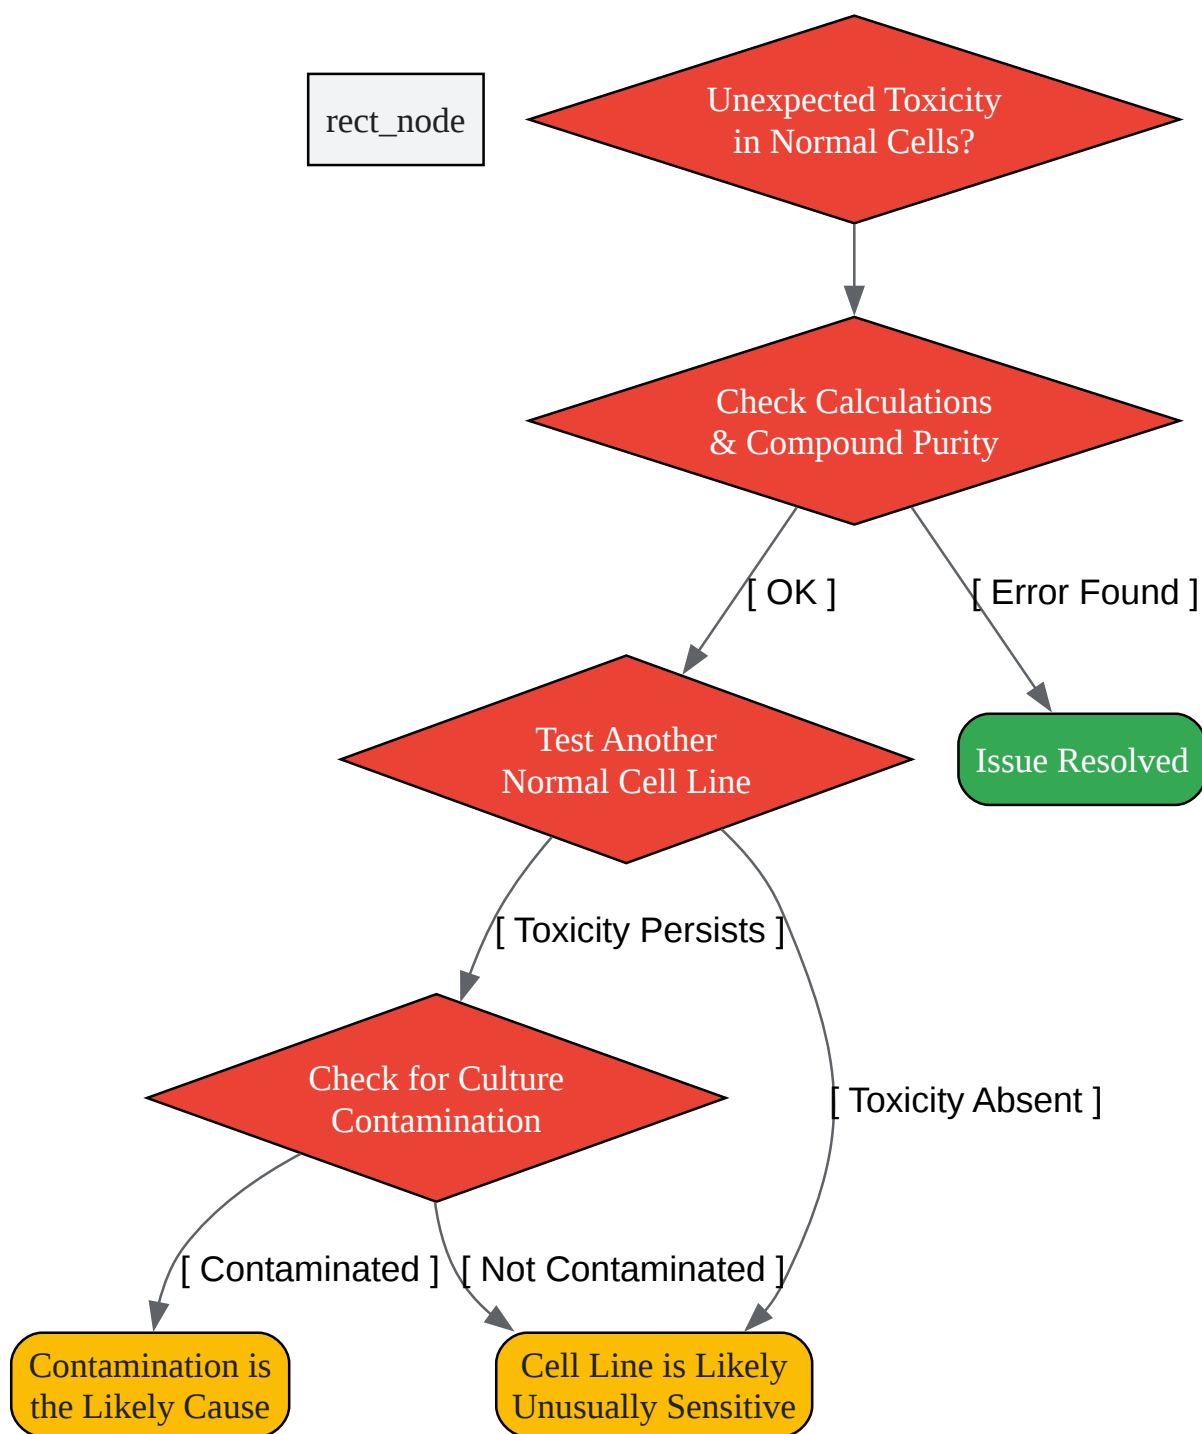 rect_node
Unexpected Toxicity
in Normal Cells?
Check Calculations
& Compound Purity
[ OK ]
[ Error Found ]
Test Another
Normal Cell Line
Issue Resolved
[ Toxicity Persists ]
Check for Culture
Contamination
[ Toxicity Absent ]
[ Contaminated ]
[ Not Contaminated ]
Contamination is
the Likely Cause
Cell Line is Likely
Unusually Sensitive